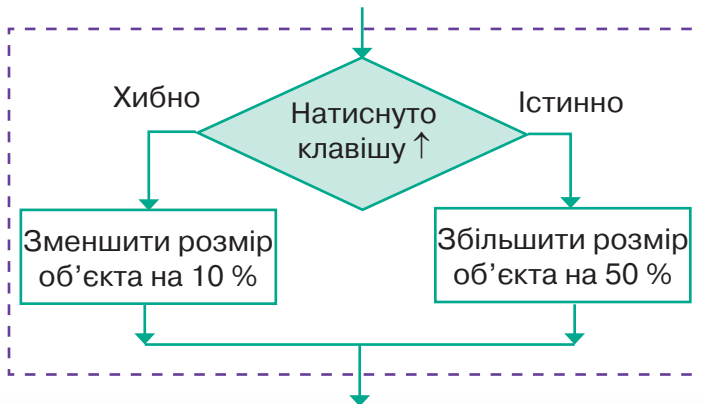 Хибно
Істинно
Натиснуто
клавішу ↑
Зменшити розмір
об’єкта на 10 %
Збільшити розмір
об’єкта на 50 %